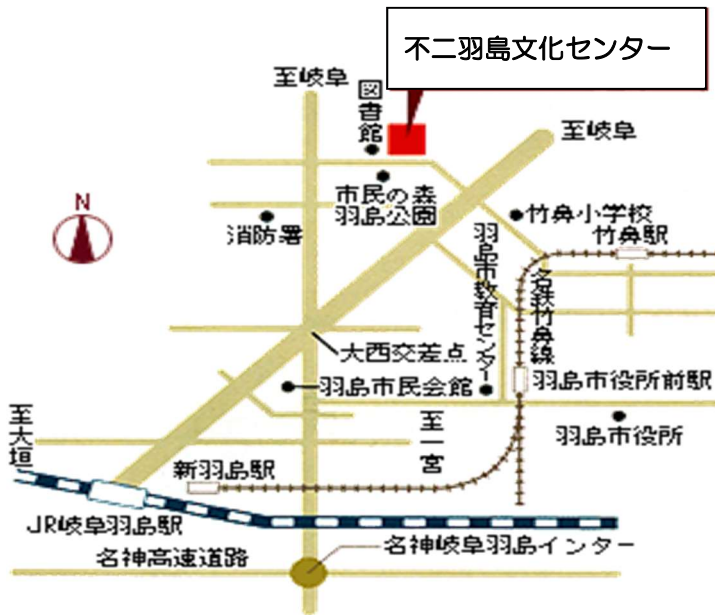 不二羽島文化センター
至岐阜
図書館
至岐阜
N
市民の森
羽島公園
竹鼻小学校
消防署
竹鼻駅
羽島市教育センター
名鉄竹鼻線
大西交差点
羽島市民会館
羽島市役所前駅
至大垣
至一宮
羽島市役所
新羽島駅
JR岐阜羽島駅
名神高速道路
名神岐阜羽島インター